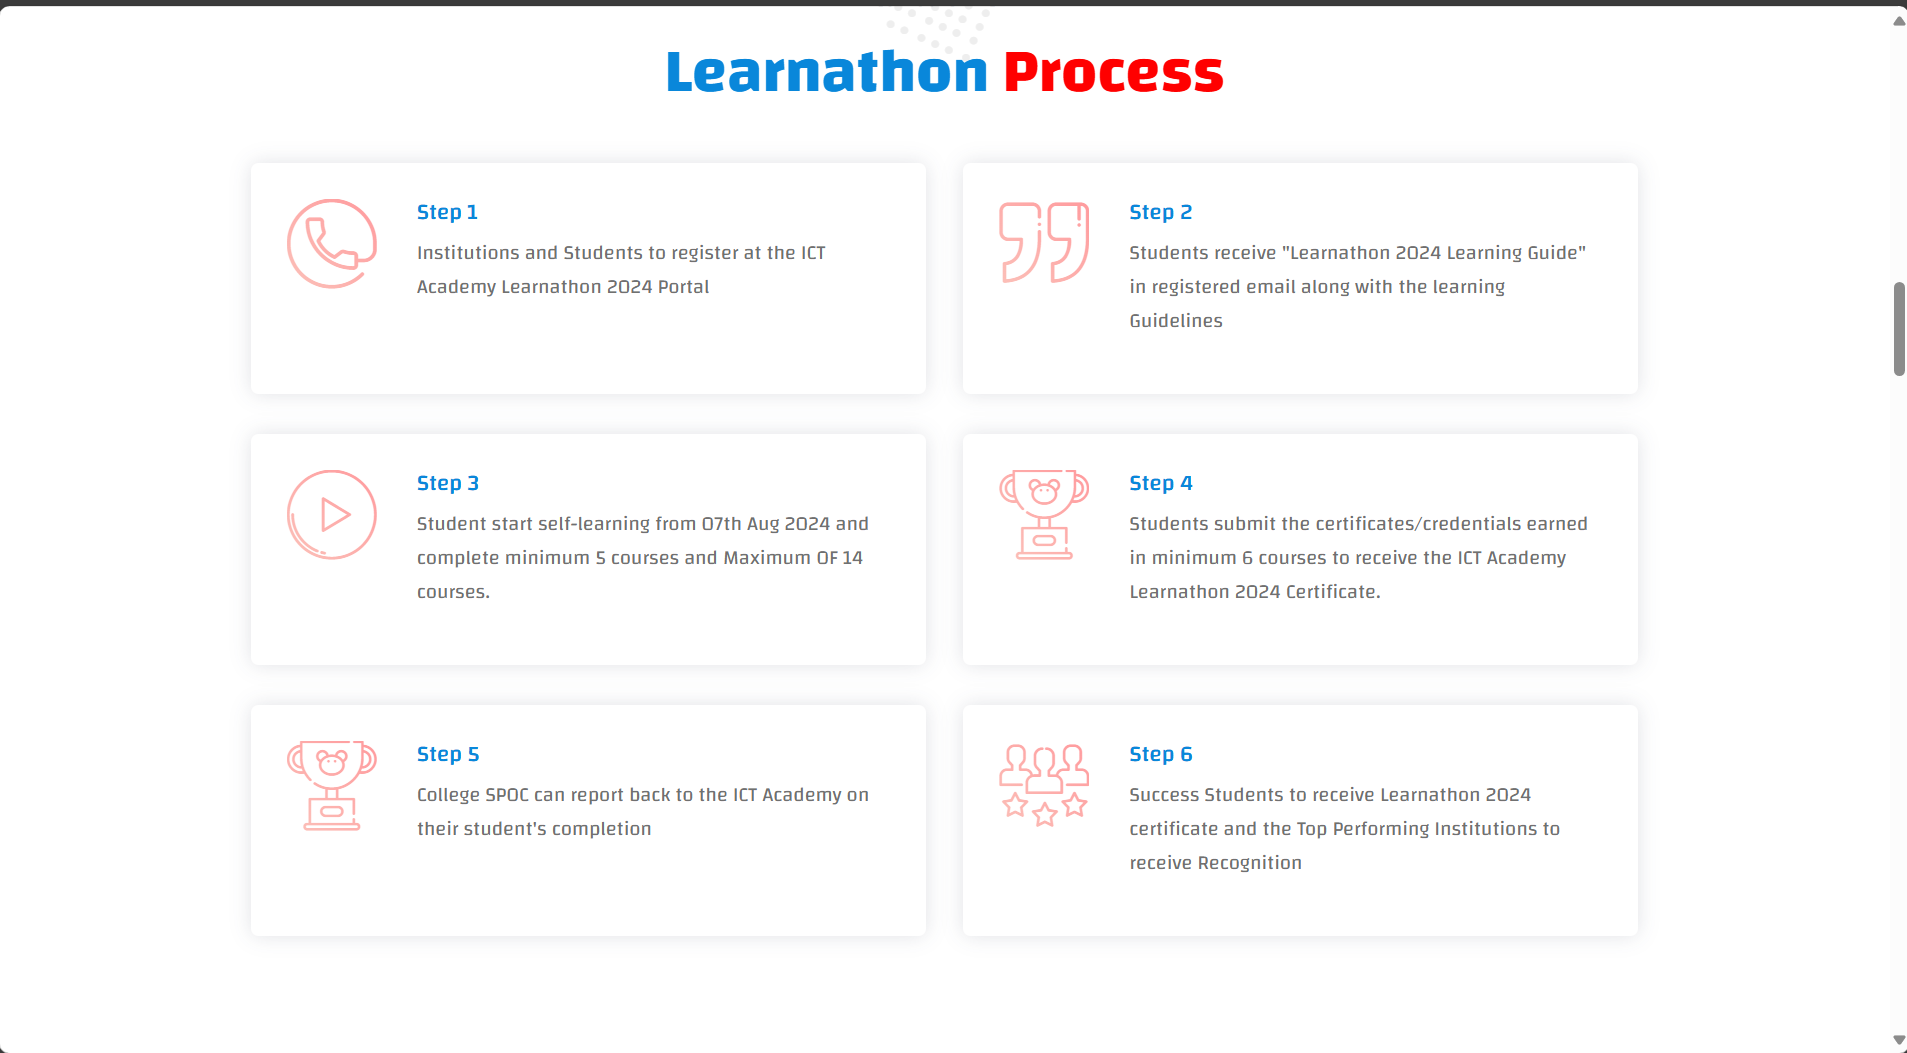 Learnathon Process
Step 1
Institutions and Students to register at the ICT
Academy Learnathon 2024 Portal
Step 2
Students receive "Learnathon 2024 Learning Guide"
in registered email along with the learning
Guidelines
Step 3
Student start self-learning from 07th Aug 2024 and
complete minimum 5 courses and Maximum OF 14
courses.
Step 4
Students submit the certificates/credentials earned
in minimum 6 courses to receive the ICT Academy
Learnathon 2024 Certificate.
Step 5
College SPOC can report back to the ICT Academy on
their student's completion
Step 6
Success Students to receive Learnathon 2024
certificate and the Top Performing Institutions to
receive Recognition